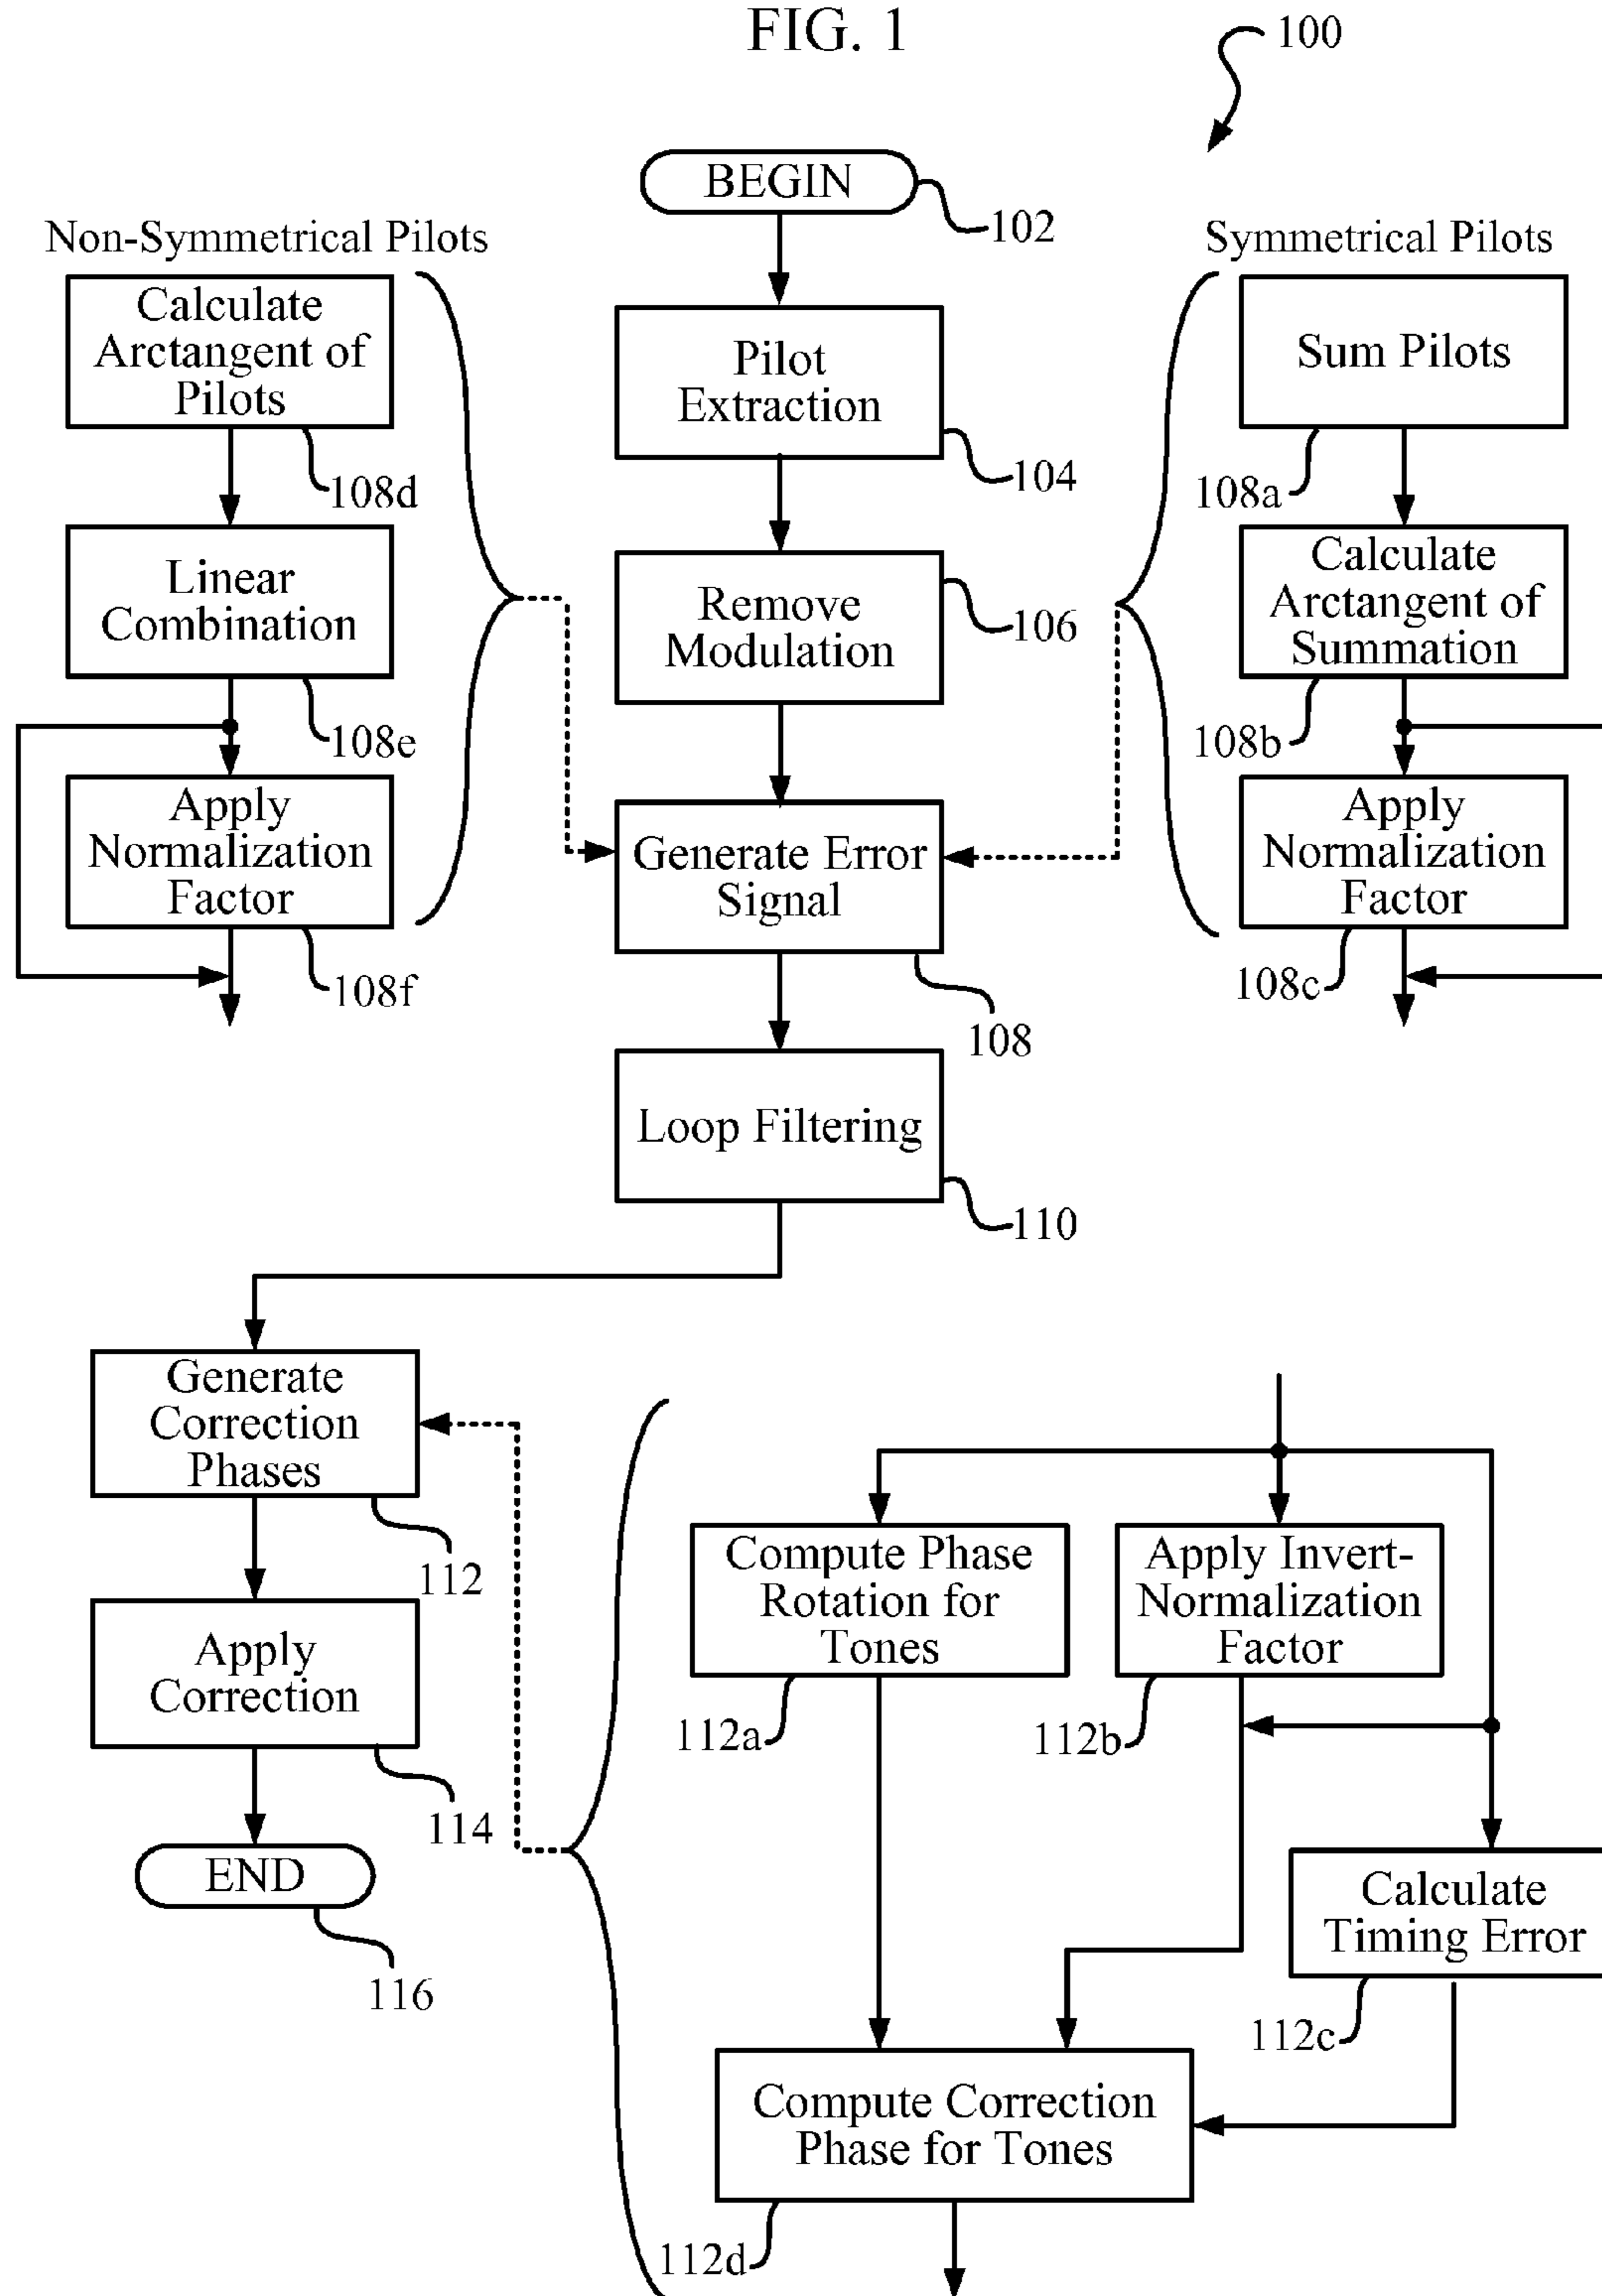 FIG. 1
100
BEGIN
102
Non-Symmetrical Pilots
Calculate
Arctangent of
Pilots
108d
Linear
Combination
108e
Apply
Normalization
Factor
108f
Pilot
Extraction
104
Remove
Modulation
106
Generate Error
Signal
108
Loop Filtering
110
Symmetrical Pilots
Sum Pilots
108a
Calculate
Arctangent of
Summation
108b
Apply
Normalization
Factor
108c
Generate
Correction
Phases
112
Apply
Correction
114
END
116
Compute Phase
Rotation for
Tones
112a
Apply Invert-
Normalization
Factor
112b
Calculate
Timing Error
112c
Compute Correction
Phase for Tones
112d